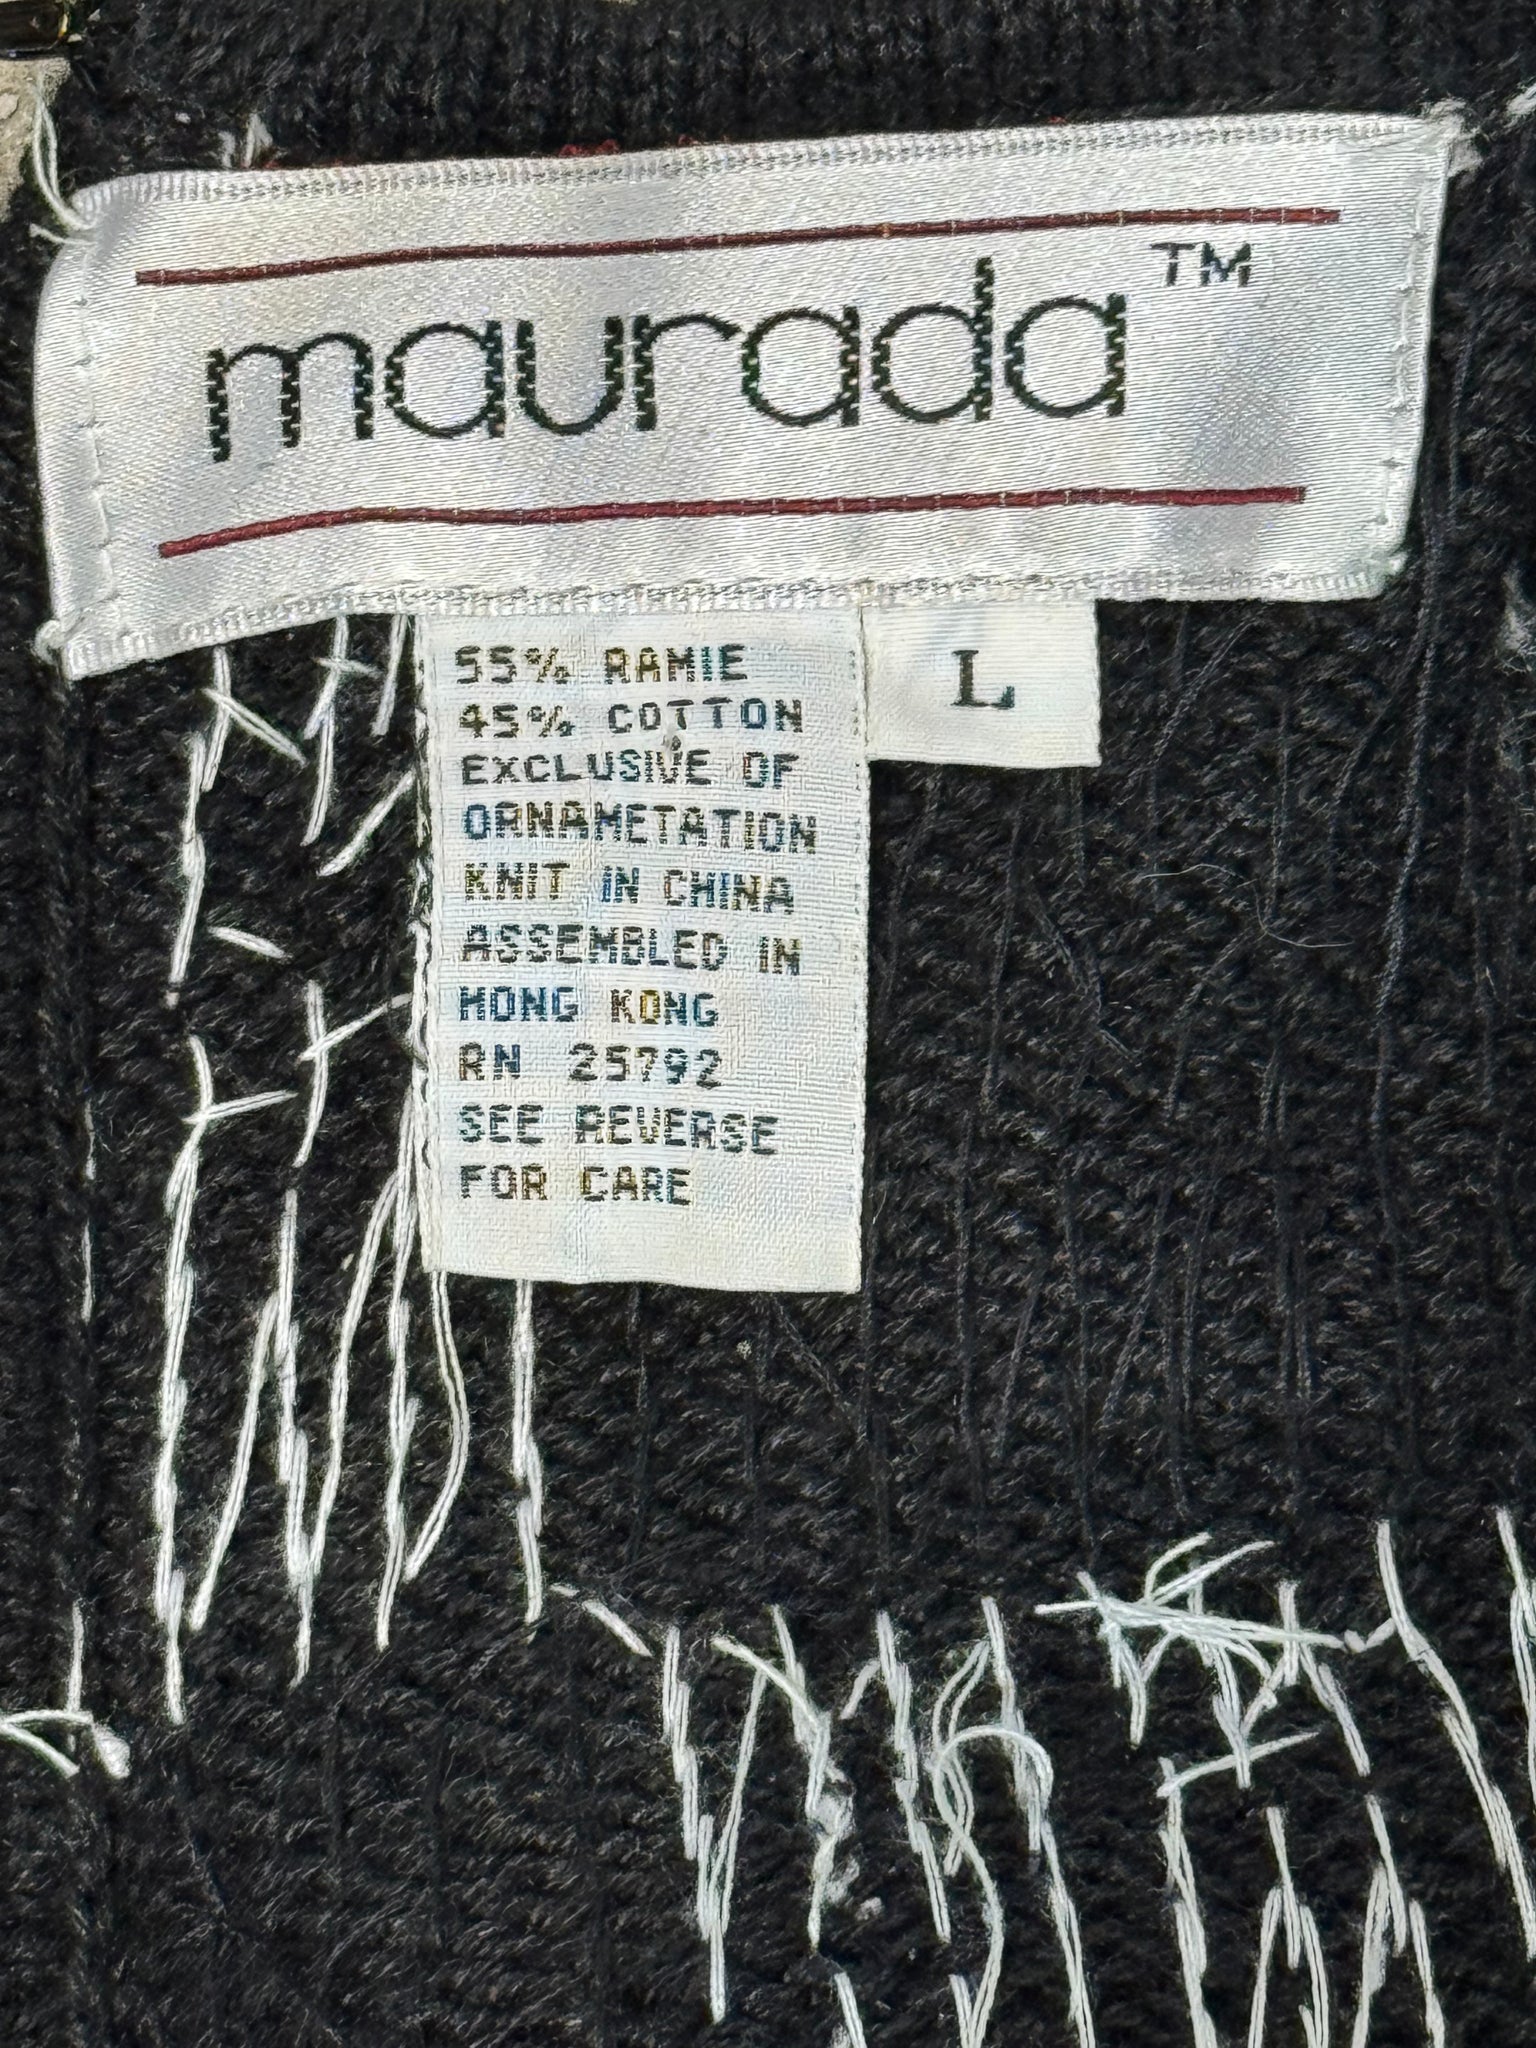 maurada™
55% RAMIE
45% COTTON
EXCLUSIVE OF
ORNAMETATION
KNIT IN CHINA
ASSEMBLED IN
HONG KONG
RN 25792
SEE REVERSE
FOR CARE
L